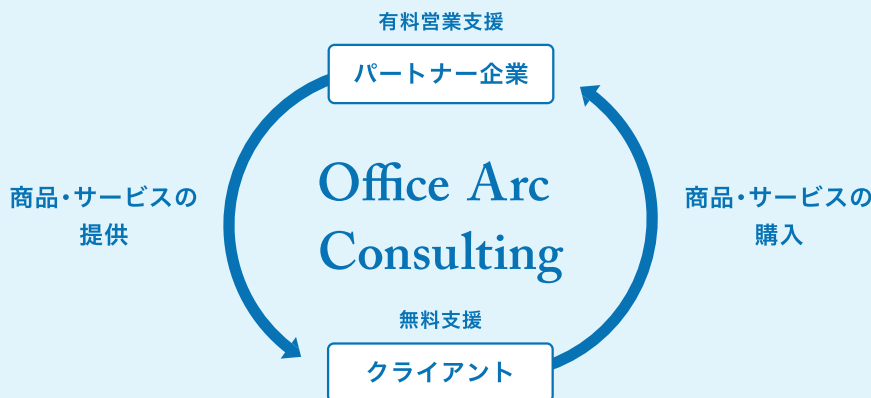 有料営業支援
パートナー企業
商品・サービスの
提供
Office Arc
Consulting
商品・サービスの
購入
無料支援
クライアント